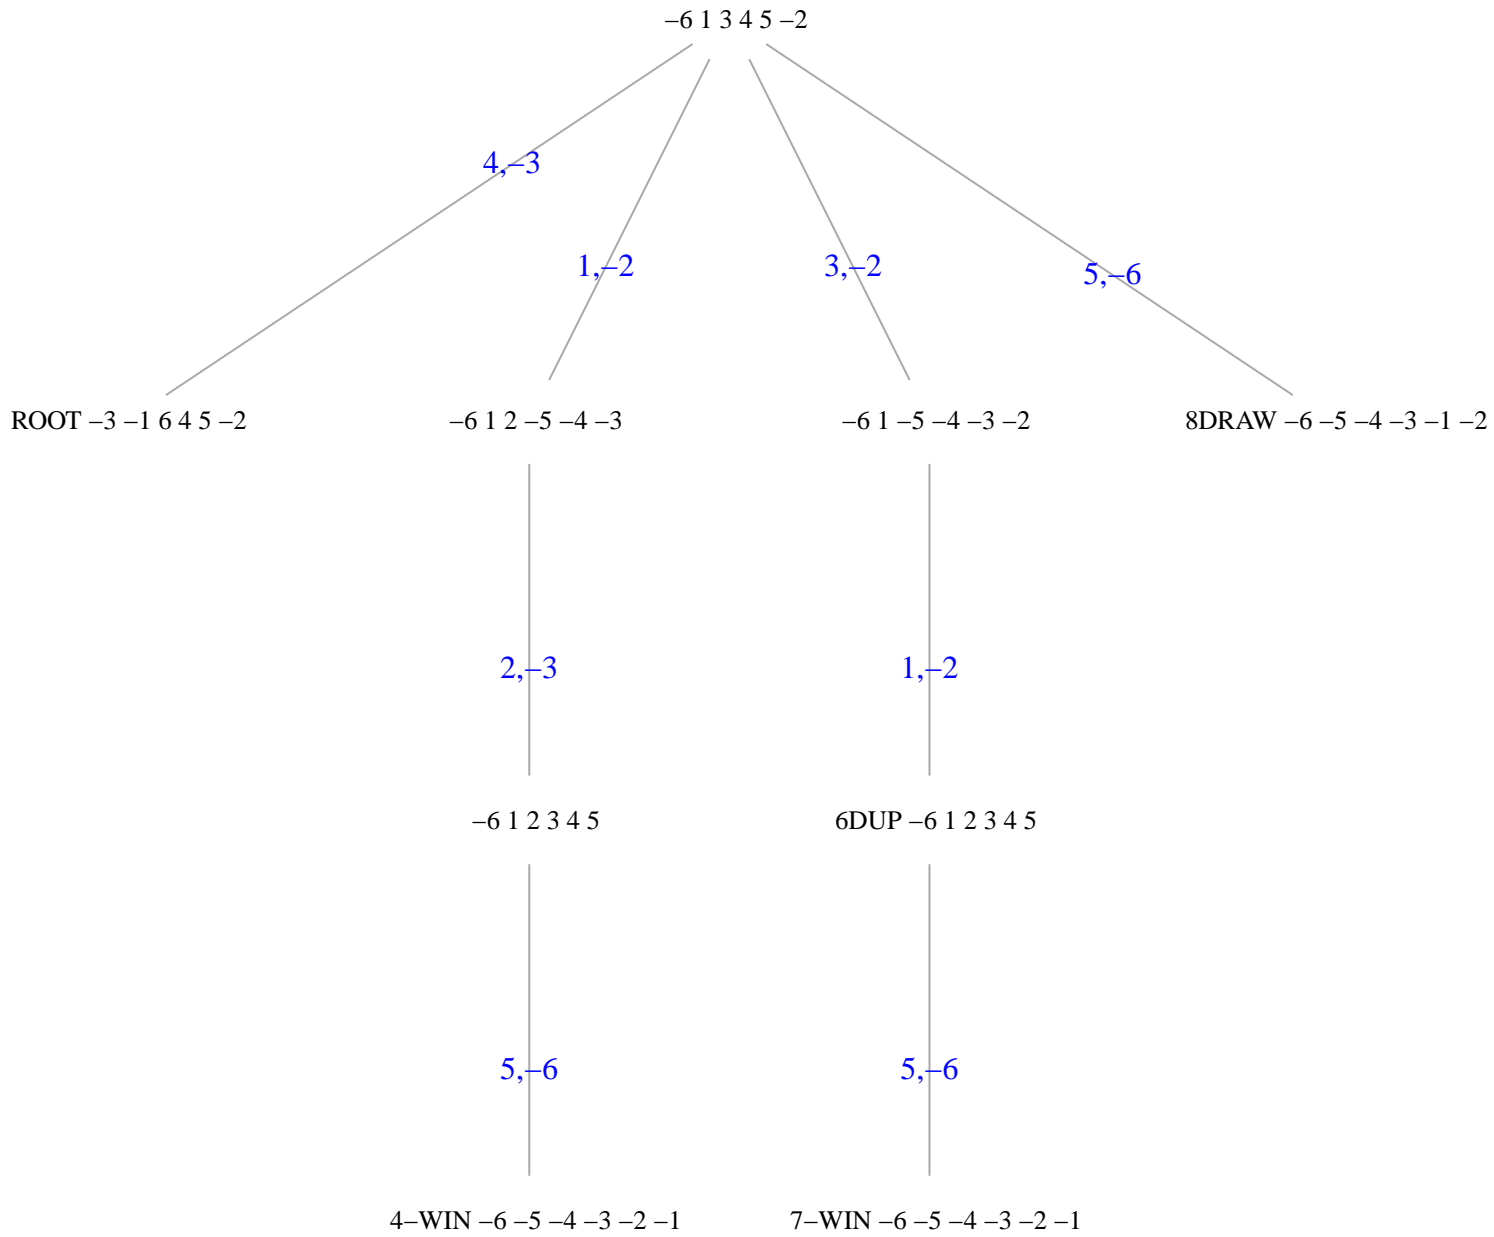 –6 1 3 4 5 –2
4,–3
1,–2
3,–2
5,–6
ROOT –3 –1 6 4 5 –2
–6 1 2 –5 –4 –3
–6 1 –5 –4 –3 –2
8DRAW –6 –5 –4 –3 –1 –2
2,–3
1,–2
–6 1 2 3 4 5
6DUP –6 1 2 3 4 5
5,–6
5,–6
4–WIN –6 –5 –4 –3 –2 –1
7–WIN –6 –5 –4 –3 –2 –1